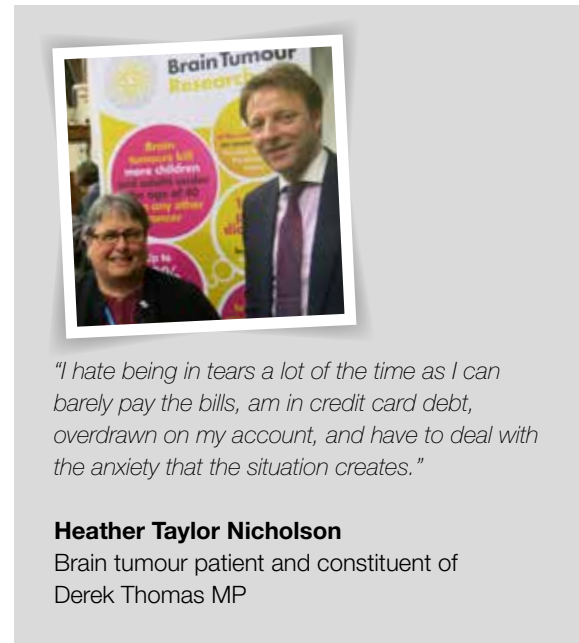 Brain Tumour
Research
Brain
tumours kill
more children
and adults under
the age of 40
than any other
cancer
Up to
“I hate being in tears a lot of the time as I can
barely pay the bills, am in credit card debt,
overdrawn on my account, and have to deal with
the anxiety that the situation creates.”
Heather Taylor Nicholson
Brain tumour patient and constituent of
Derek Thomas MP